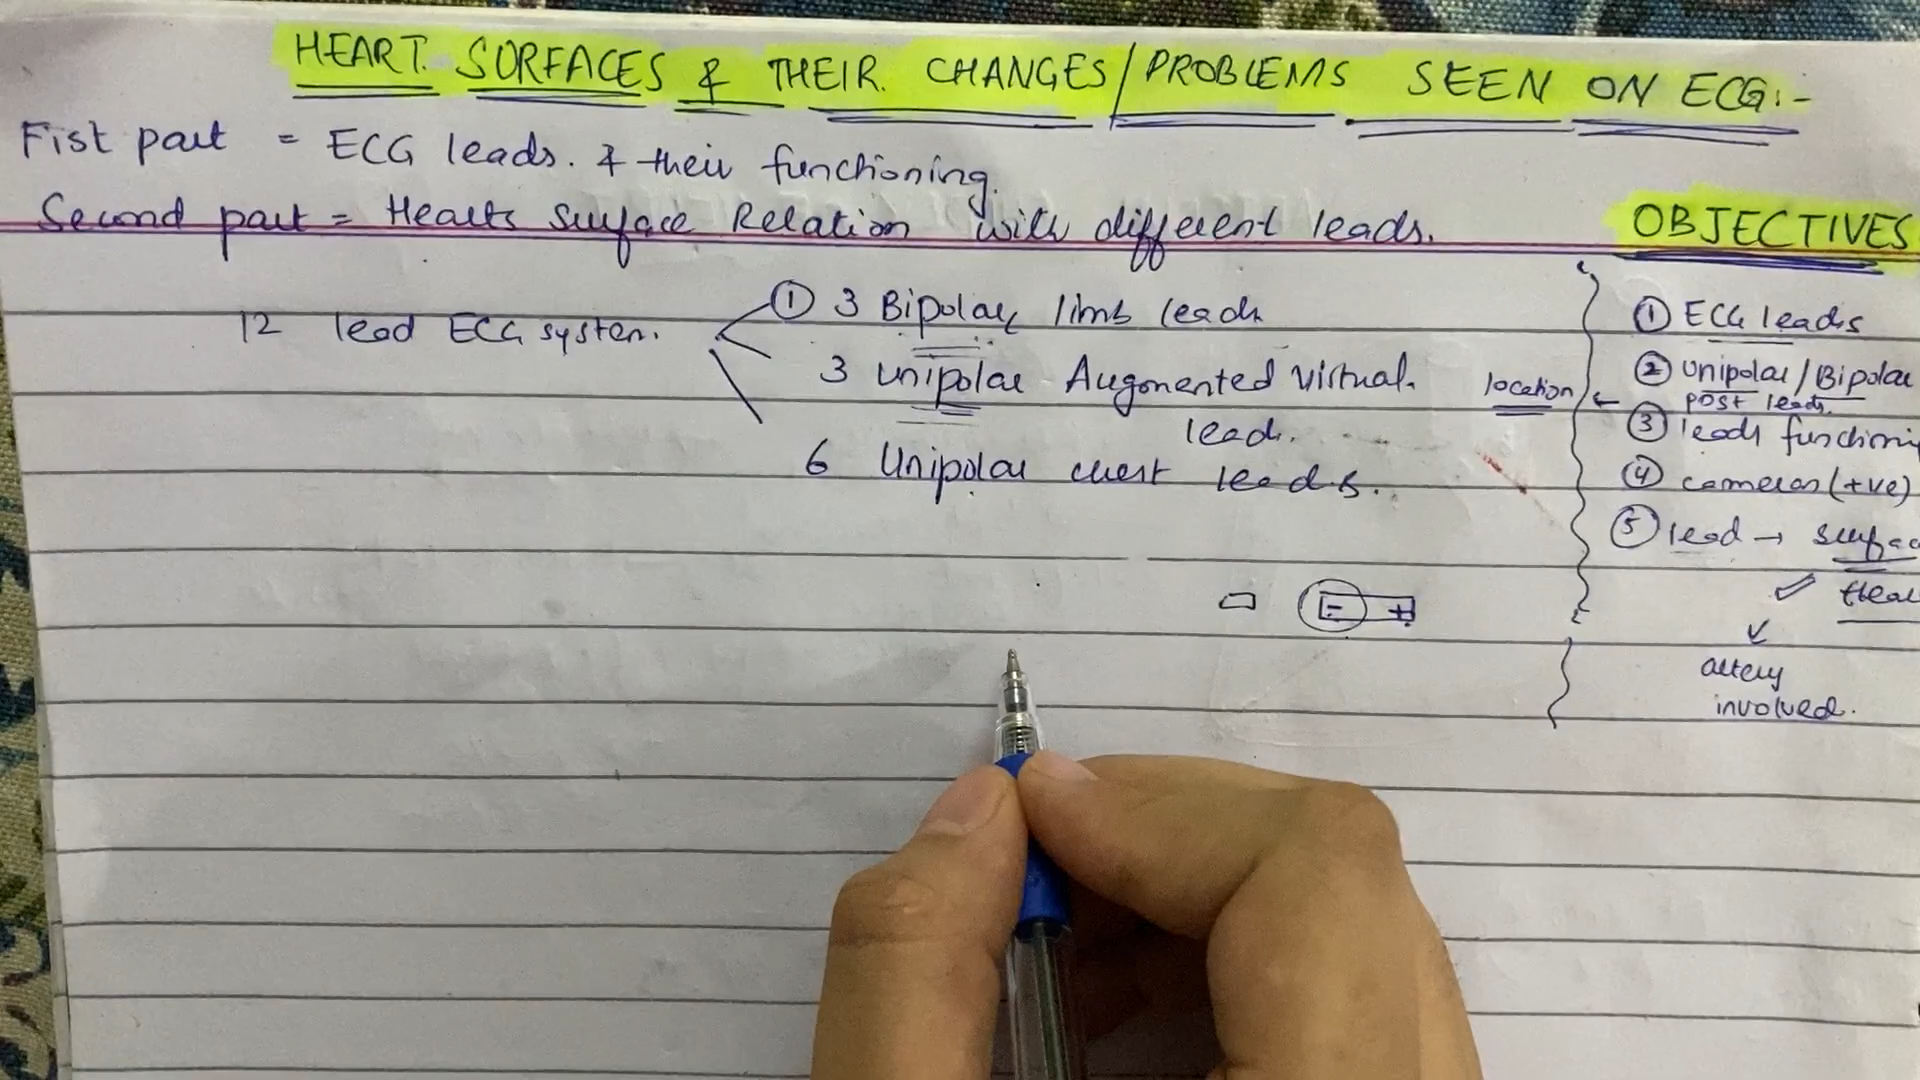 HEART SURFACES & THEIR CHANGES/PROBLEMS SEEN ON ECG:-
Fist part = ECG leads. & their functioning.
Second part = Hearts surface Relation with different leads.
OBJECTIVES
12 lead ECG system.
① 3 Bipolar limb leads
3 unipolar Augmented virtual.
lead.
6 Unipolar chest leads.
location
① ECG leads
② Unipolar/Bipolar
post leads.
③ leads
④ cameras (+ve)
⑤ lead →
artery
involved.
- +